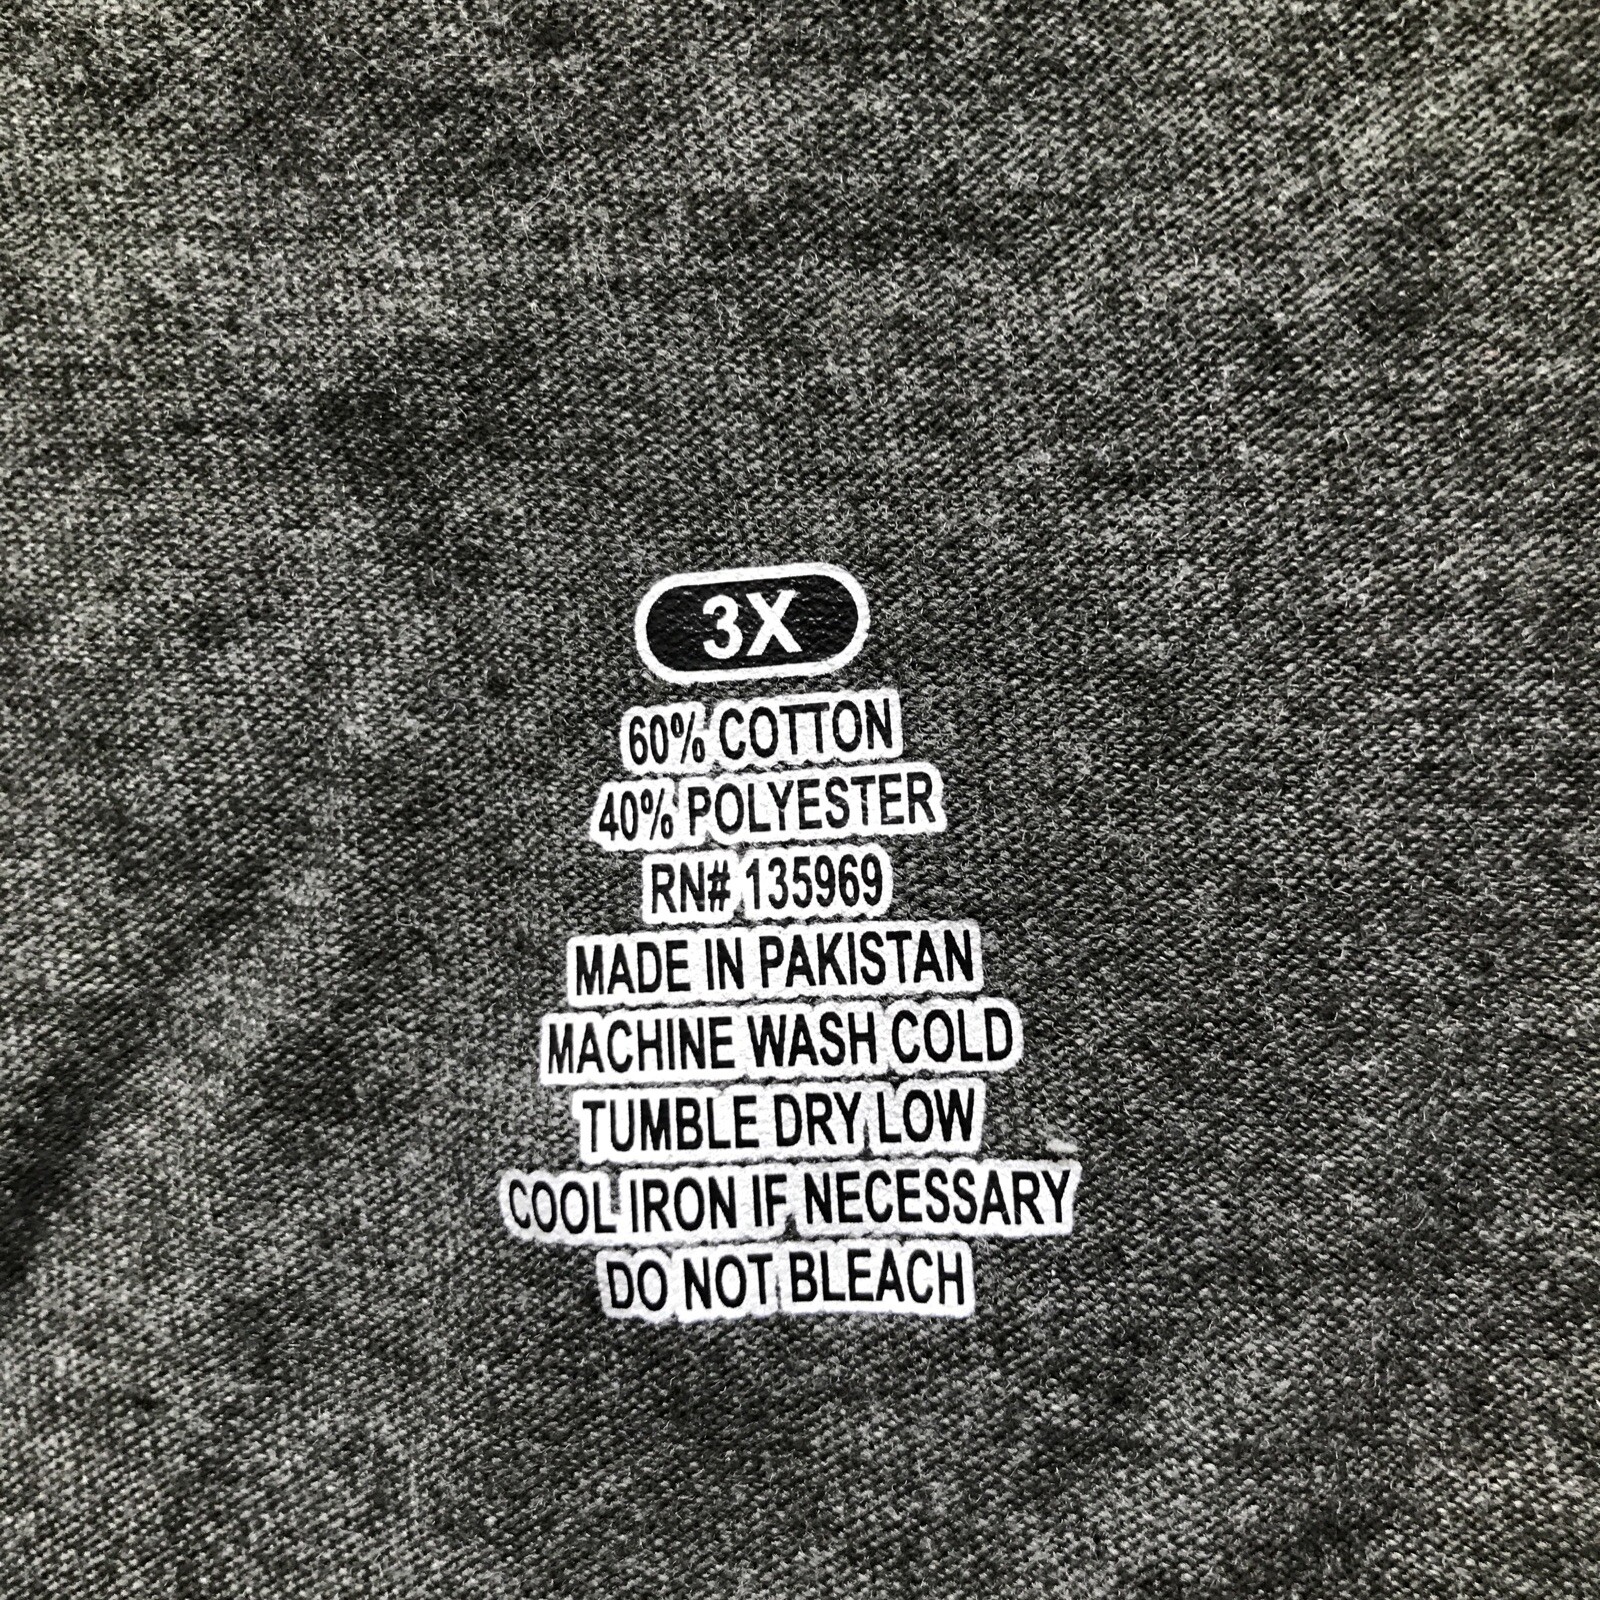 3X
60% COTTON
40% POLYESTER
RN# 135969
MADE IN PAKISTAN
MACHINE WASH COLD
TUMBLE DRY LOW
COOL IRON IF NECESSARY
DO NOT BLEACH